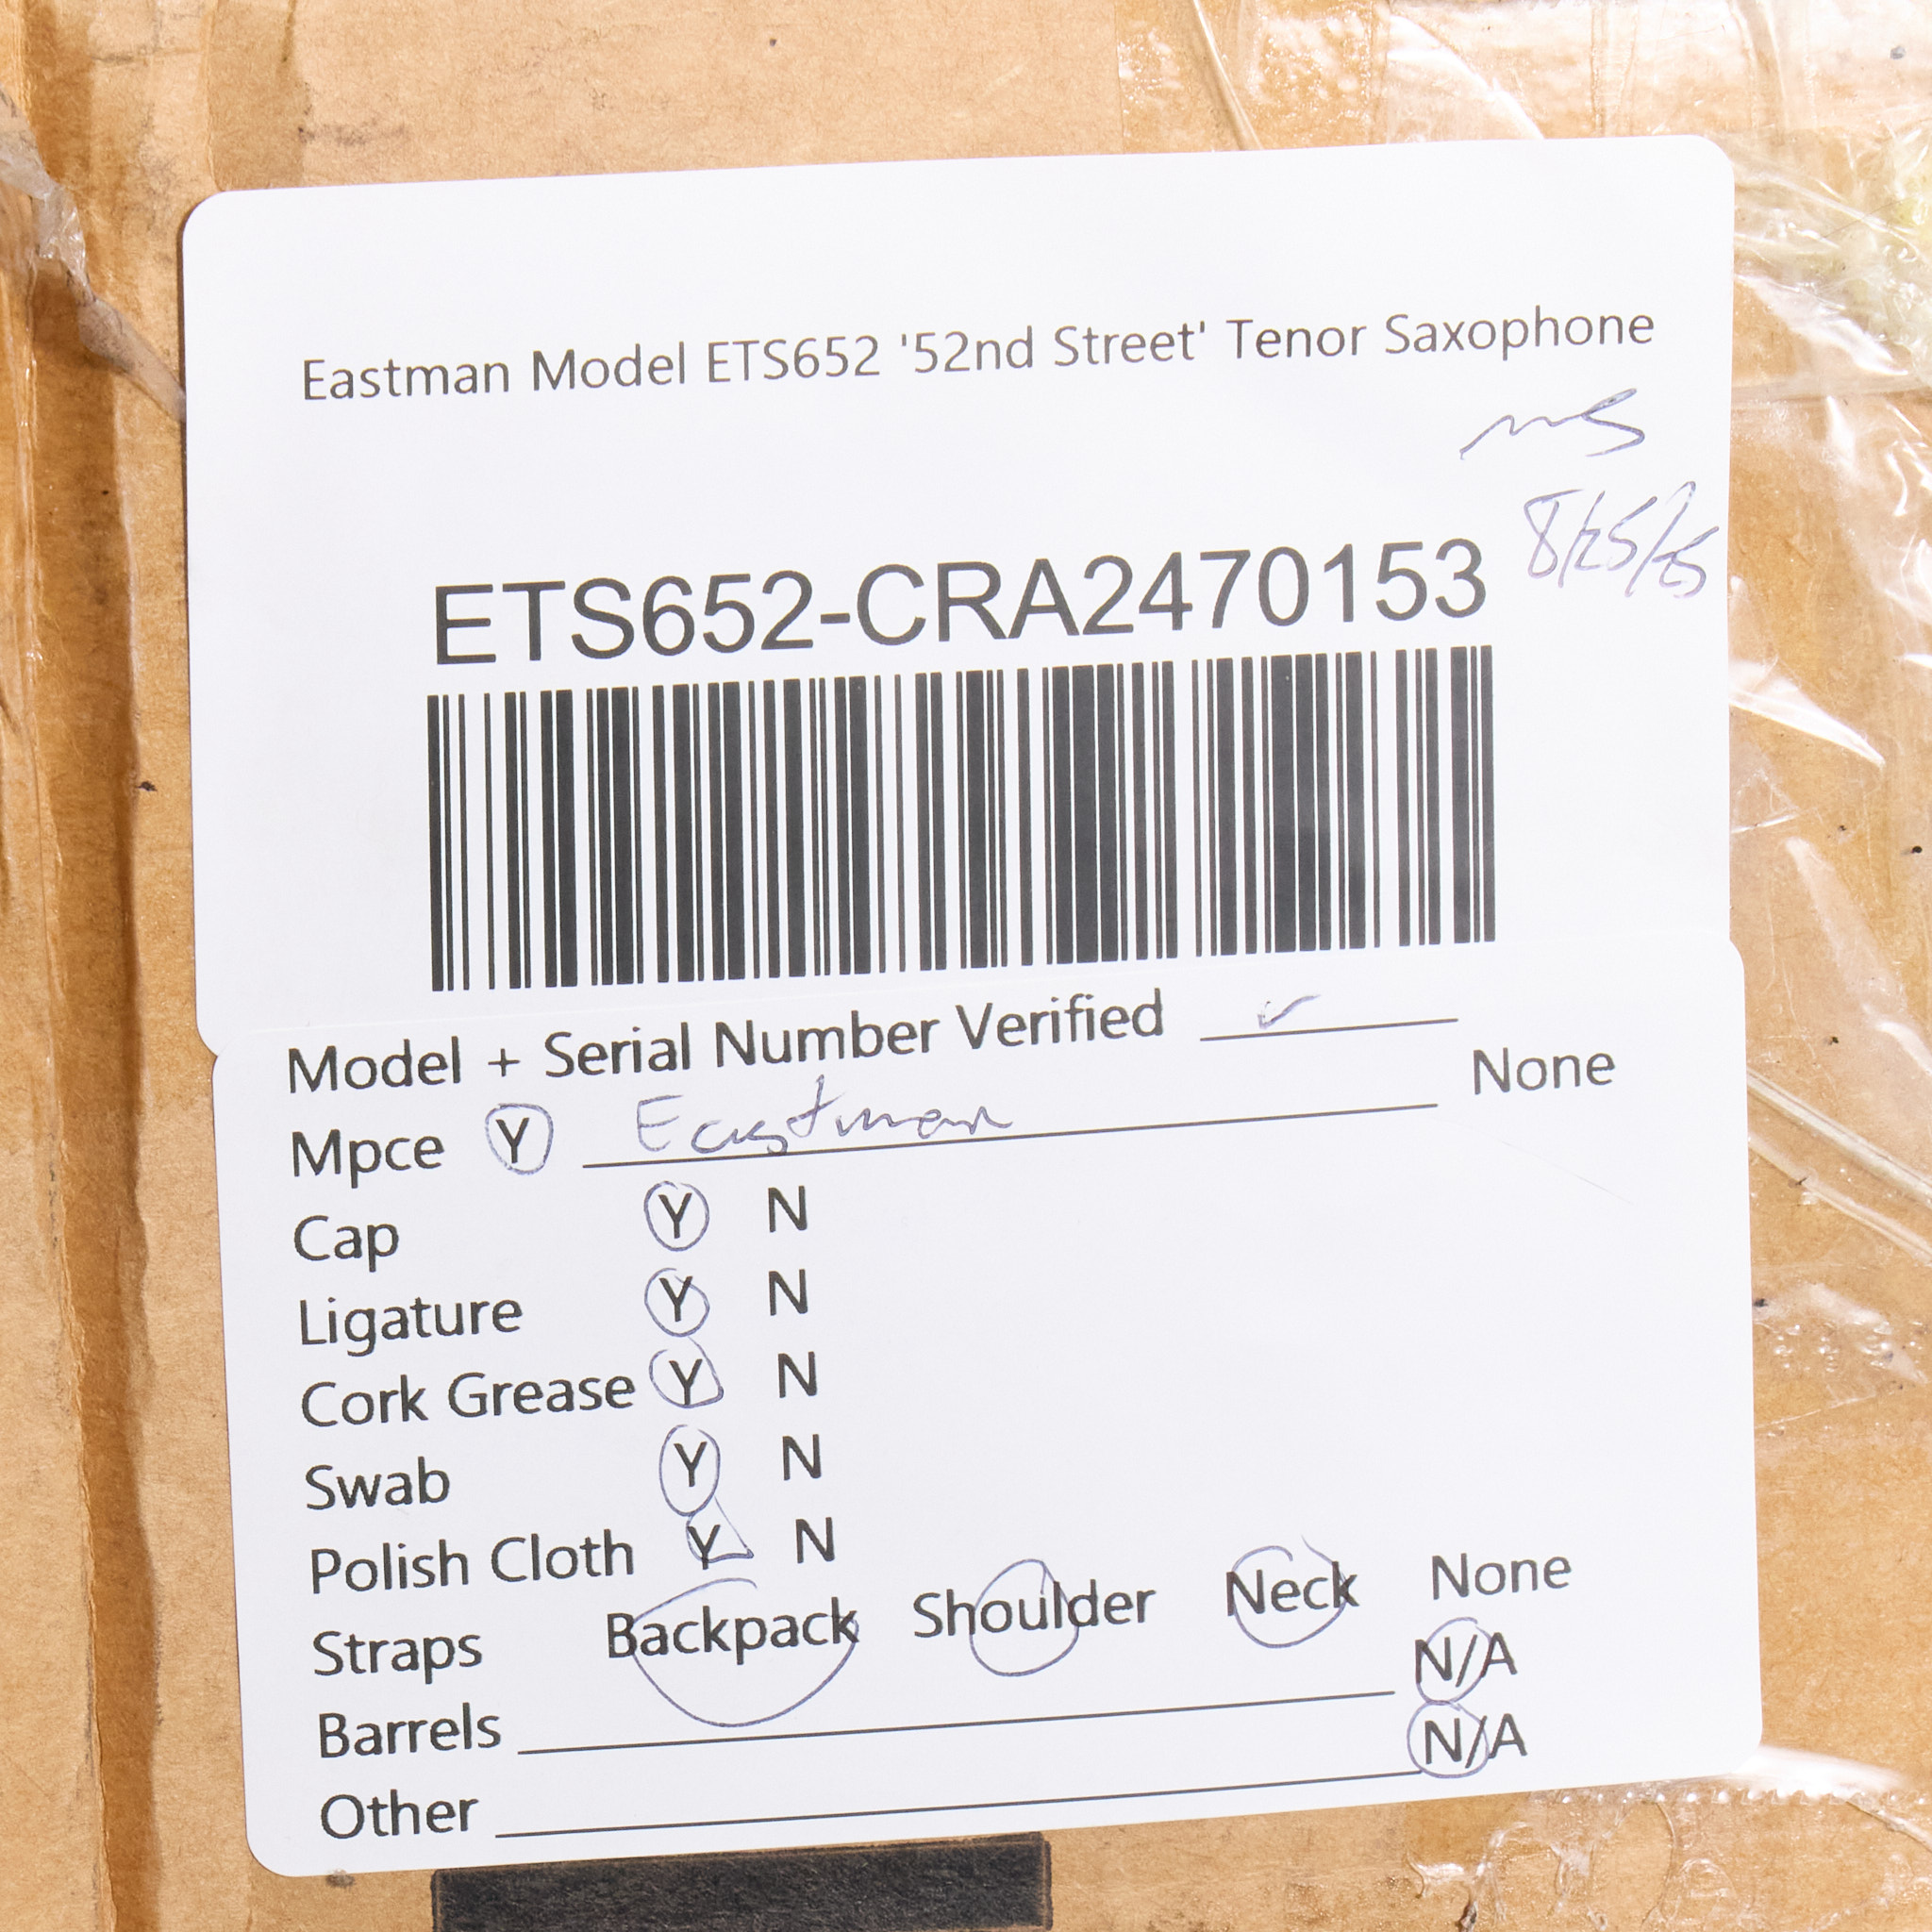 Eastman Model ETS652 '52nd Street' Tenor Saxophone
8/25/25
ETS652-CRA2470153
Model + Serial Number Verified ✓
Mpce Y Eastman None
Cap Y N
Ligature Y N
Cork Grease Y N
Swab Y N
Polish Cloth Y N
Straps Backpack Shoulder Neck None
Barrels N/A
Other N/A